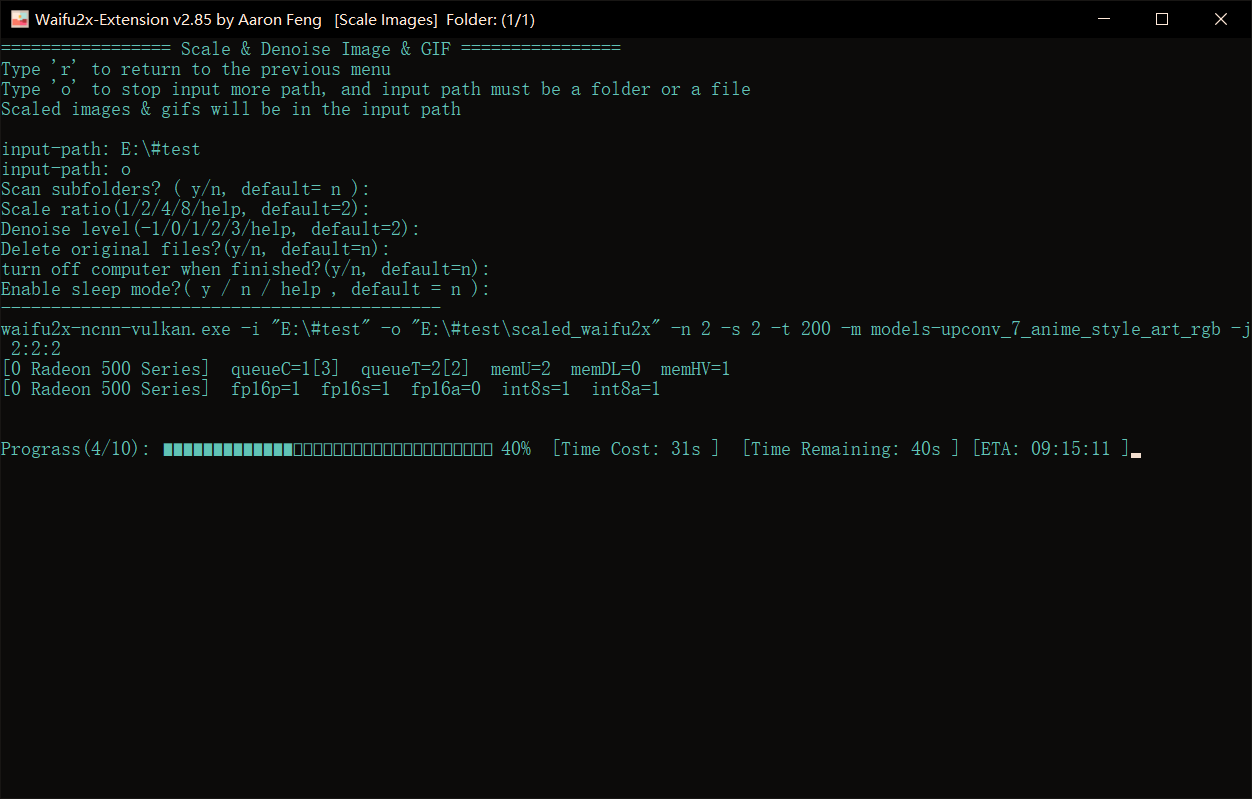 Waifu2x-Extension v2.85 by Aaron Feng [Scale Images] Folder: (1/1)
================= Scale & Denoise Image & GIF ================
Type 'r' to return to the previous menu
Type 'o' to stop input more path, and input path must be a folder or a file
Scaled images & gifs will be in the input path
input-path: E:\#test
input-path: o
Scan subfolders? ( y/n, default= n ):
Scale ratio(1/2/4/8/help, default=2):
Denoise level(-1/0/1/2/3/help, default=2):
Delete original files?(y/n, default=n):
turn off computer when finished?(y/n, default=n):
Enable sleep mode?( y / n / help , default = n ):
--------------------------------------------
waifu2x-ncnn-vulkan.exe -i "E:\#test" -o "E:\#test\scaled_waifu2x" -n 2 -s 2 -t 200 -m models-upconv_7_anime_style_art_rgb -j
2:2:2
[0 Radeon 500 Series] queueC=1[3] queueT=2[2] memU=2 memDL=0 memHV=1
[0 Radeon 500 Series] fp16p=1 fp16s=1 fp16a=0 int8s=1 int8a=1
Prograss(4/10): ■■■■■■■■■■■■■□□□□□□□□□□□□□□□□□□□□ 40% [Time Cost: 31s ] [Time Remaining: 40s ] [ETA: 09:15:11 ]